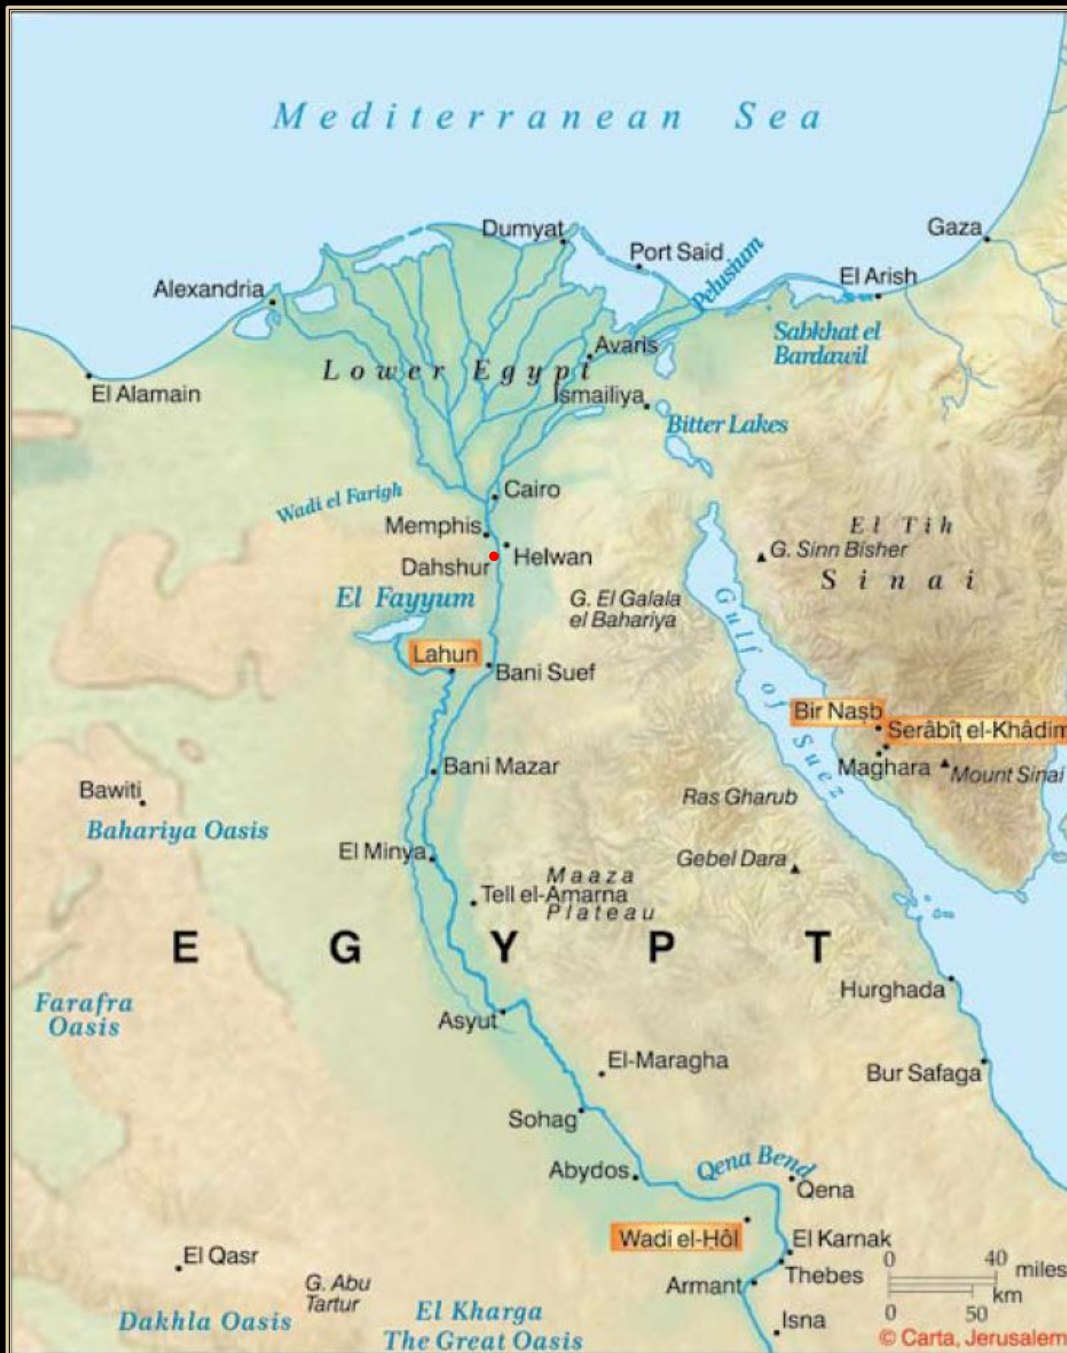 Mediterranean Sea
Dumyat
Port Said
Pelusium
Gaza
Alexandria
El Arish
Sabkhat el
Bardawil
Avaris
Lower Egypt
El Alamain
Ismailiya
Bitter Lakes
Wadi el Farigh
Cairo
Memphis
El Tih
G. Sinn Bisher
Helwan
Dahshur
Sinai
El Fayyum
G. El Galala
el Bahariya
Gulf of Suez
Lahun
Bani Suef
Bir Naṣb
Serâbîṭ el-Khâdim
Bani Mazar
Maghara
Mount Sinai
Bawiti
Ras Gharub
Bahariya Oasis
El Minya
Gebel Dara
Maaza
Plateau
Tell el-Amarna
EGYPT
Farafra
Oasis
Hurghada
Asyut
El-Maragha
Bur Safaga
Sohag
Qena Bend
Abydos
Qena
Wadi el-Ḥôl
El Karnak
El Qasr
Thebes
G. Abu
Tartur
Armant
0 40 miles
km
0 50
El Kharga
The Great Oasis
Dakhla Oasis
Isna
© Carta, Jerusalem